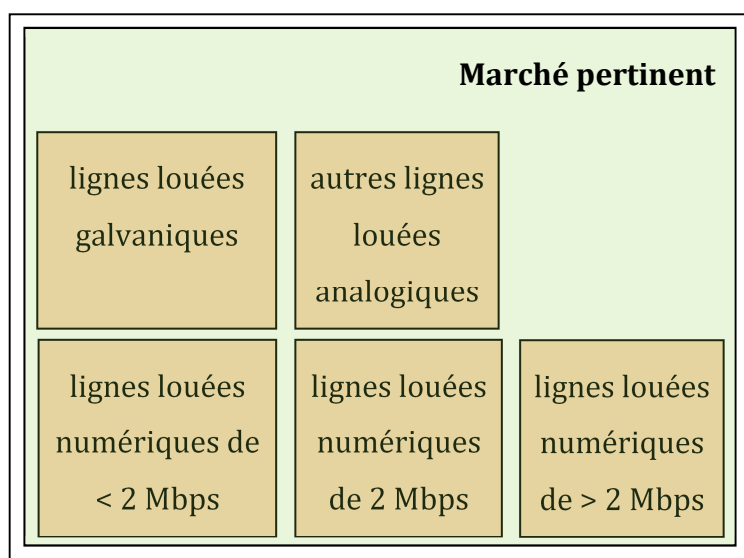 Marché pertinent
lignes louées
galvaniques
autres lignes
louées
analogiques
lignes louées
numériques de
< 2 Mbps
lignes louées
numériques
de 2 Mbps
lignes louées
numériques
de > 2 Mbps